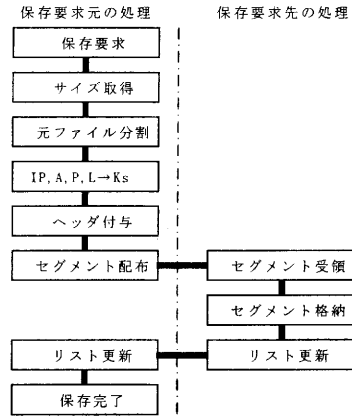 保存要求元の処理 保存要求先の処理
保存要求
サイズ取得
元ファイル分割
IP,A,P,L→Ks
ヘッダ付与
セグメント配布 セグメント受領
セグメント格納
リスト更新 リスト更新
保存完了